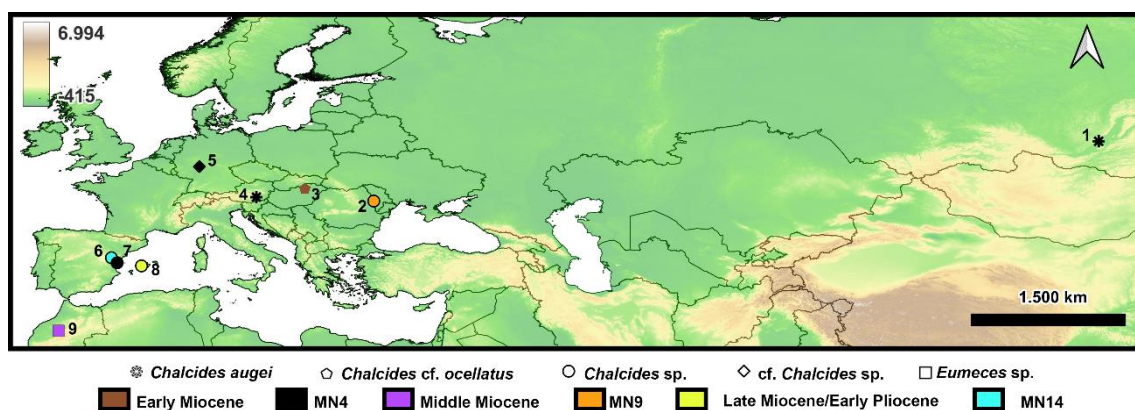 6.994
-415
1
5
4
3
2
6 7
8
9
1.500 km
Chalcides augei
Chalcides cf. ocellatus
Chalcides sp.
cf. Chalcides sp.
Eumeces sp.
Early Miocene
MN4
Middle Miocene
MN9
Late Miocene/Early Pliocene
MN14